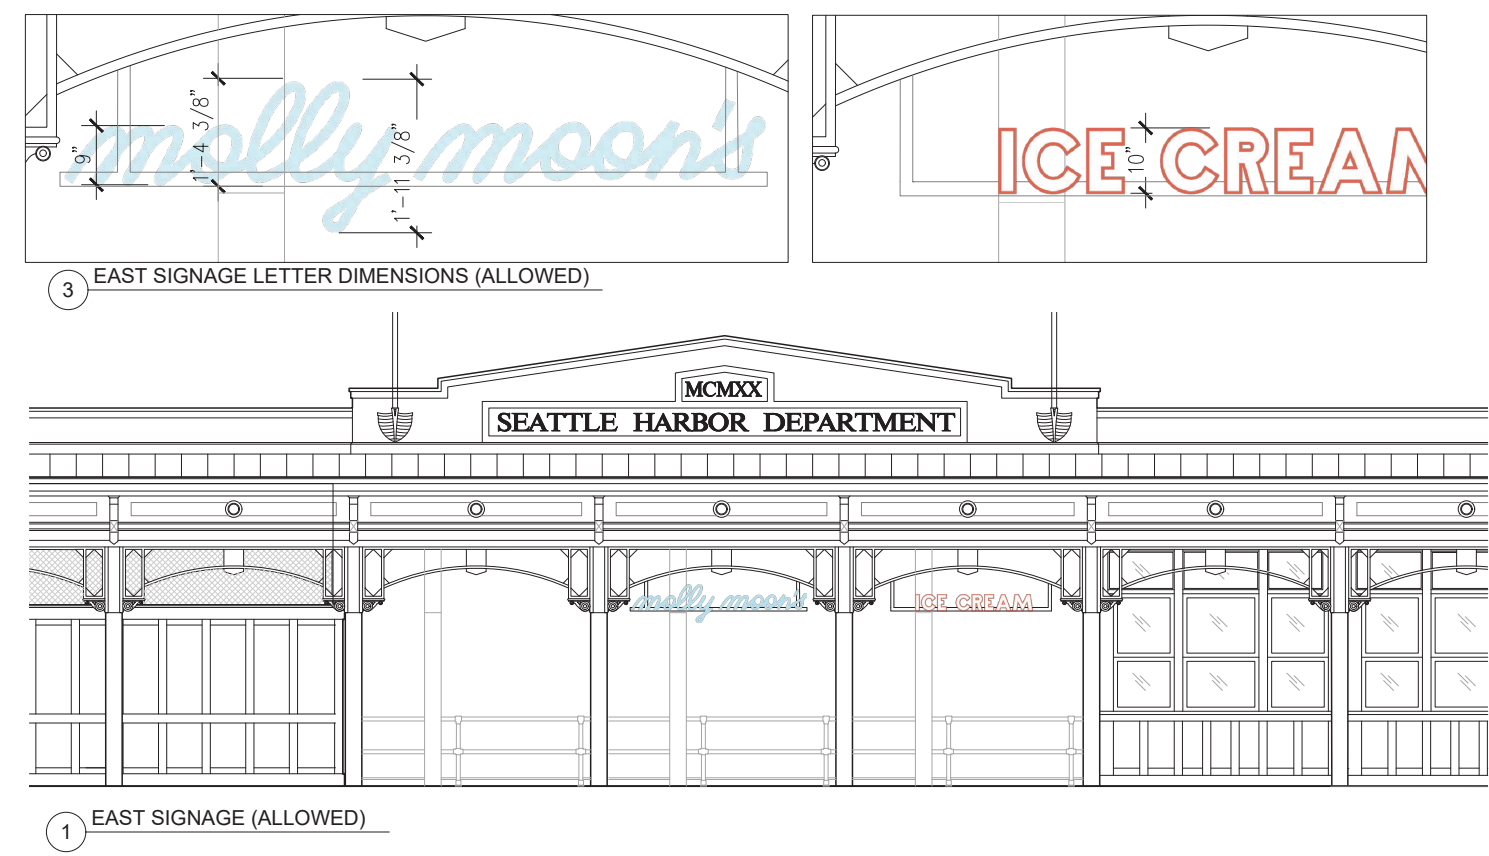 molly moon's
9"
1'-4 3/8"
1'-11 3/8"
ICE CREAM
10"
3
EAST SIGNAGE LETTER DIMENSIONS (ALLOWED)
MCMXX
SEATTLE HARBOR DEPARTMENT
molly moon's
ICE CREAM
1
EAST SIGNAGE (ALLOWED)